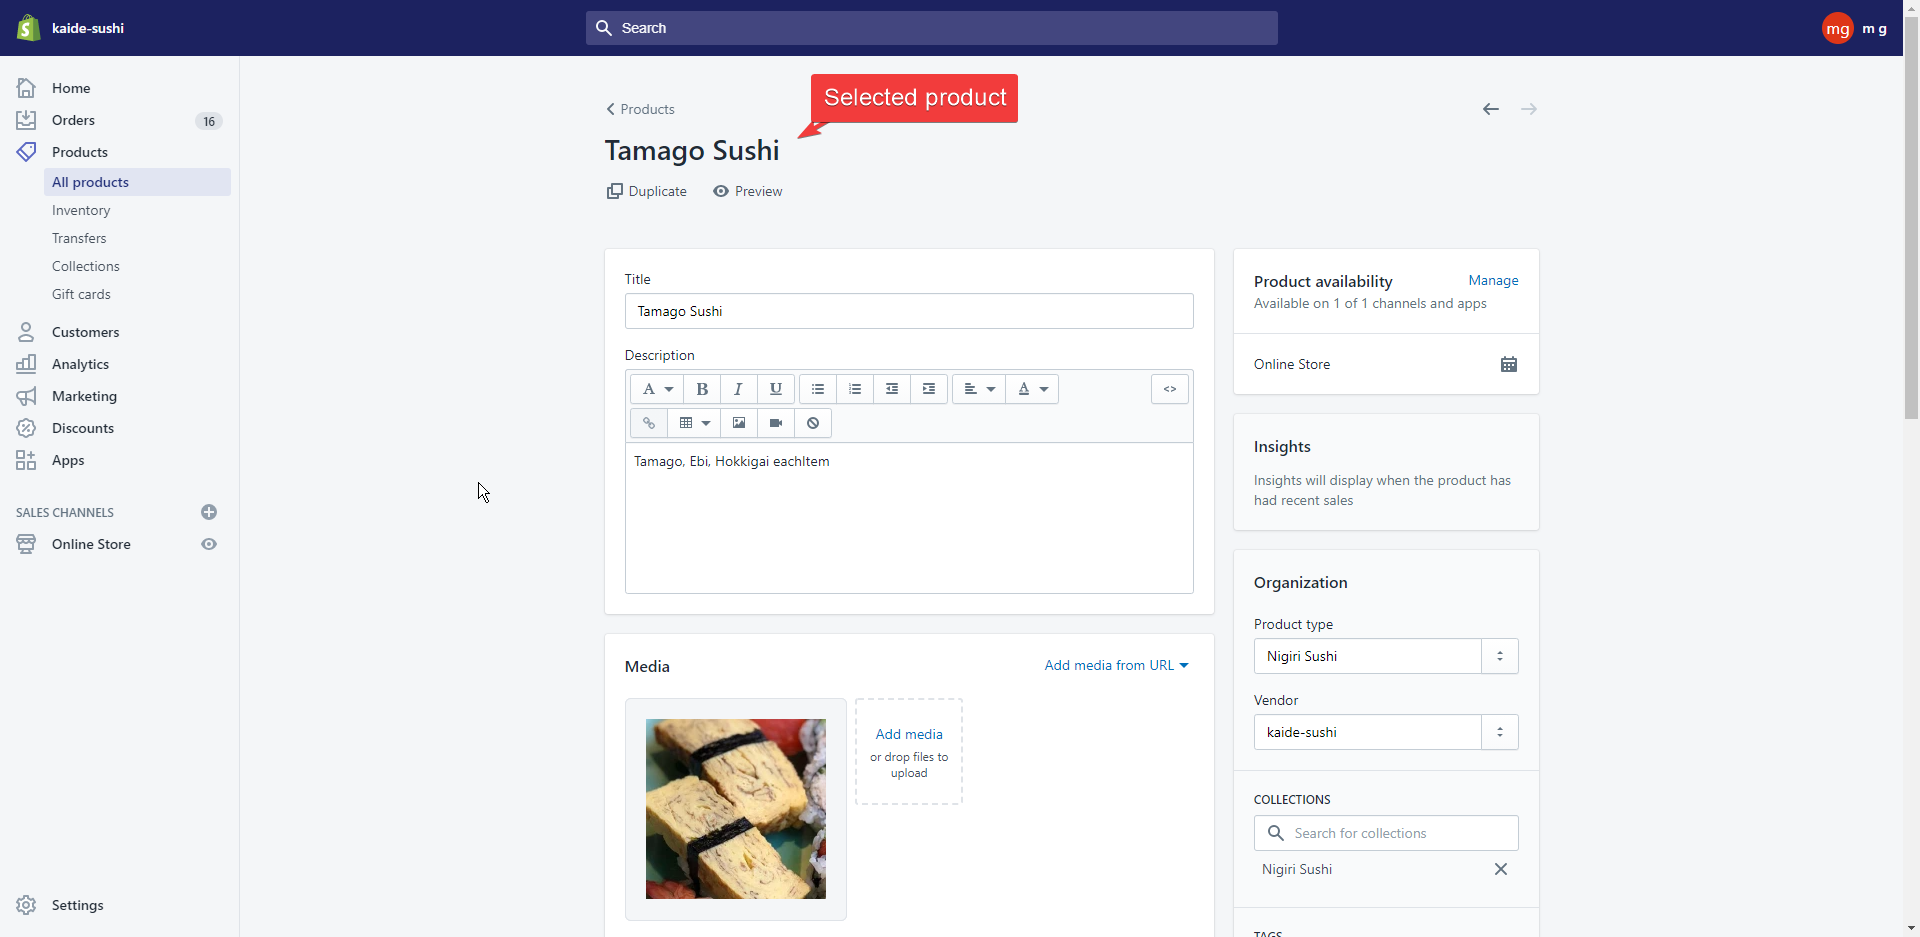 kaide-sushi
Search
mg
m g
Home
Orders
16
Products
All products
Inventory
Transfers
Collections
Gift cards
Customers
Analytics
Marketing
Discounts
Apps
SALES CHANNELS
Online Store
Settings
Products
Selected product
Tamago Sushi
Duplicate
Preview
Title
Tamago Sushi
Description
A
B
I
U
A
<>
Tamago, Ebi, Hokkigai eachItem
Media
Add media from URL
Add media
or drop files to
upload
Product availability
Manage
Available on 1 of 1 channels and apps
Online Store
Insights
Insights will display when the product has
had recent sales
Organization
Product type
Nigiri Sushi
Vendor
kaide-sushi
COLLECTIONS
Search for collections
Nigiri Sushi
TAGS